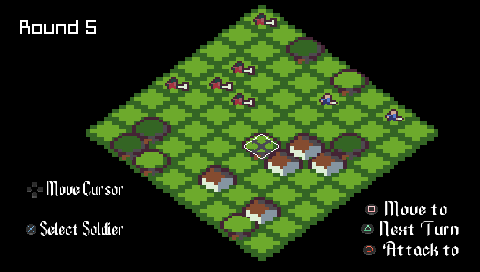 Round 5
Move Cursor
Select Soldier
Move to
Next Turn
Attack to